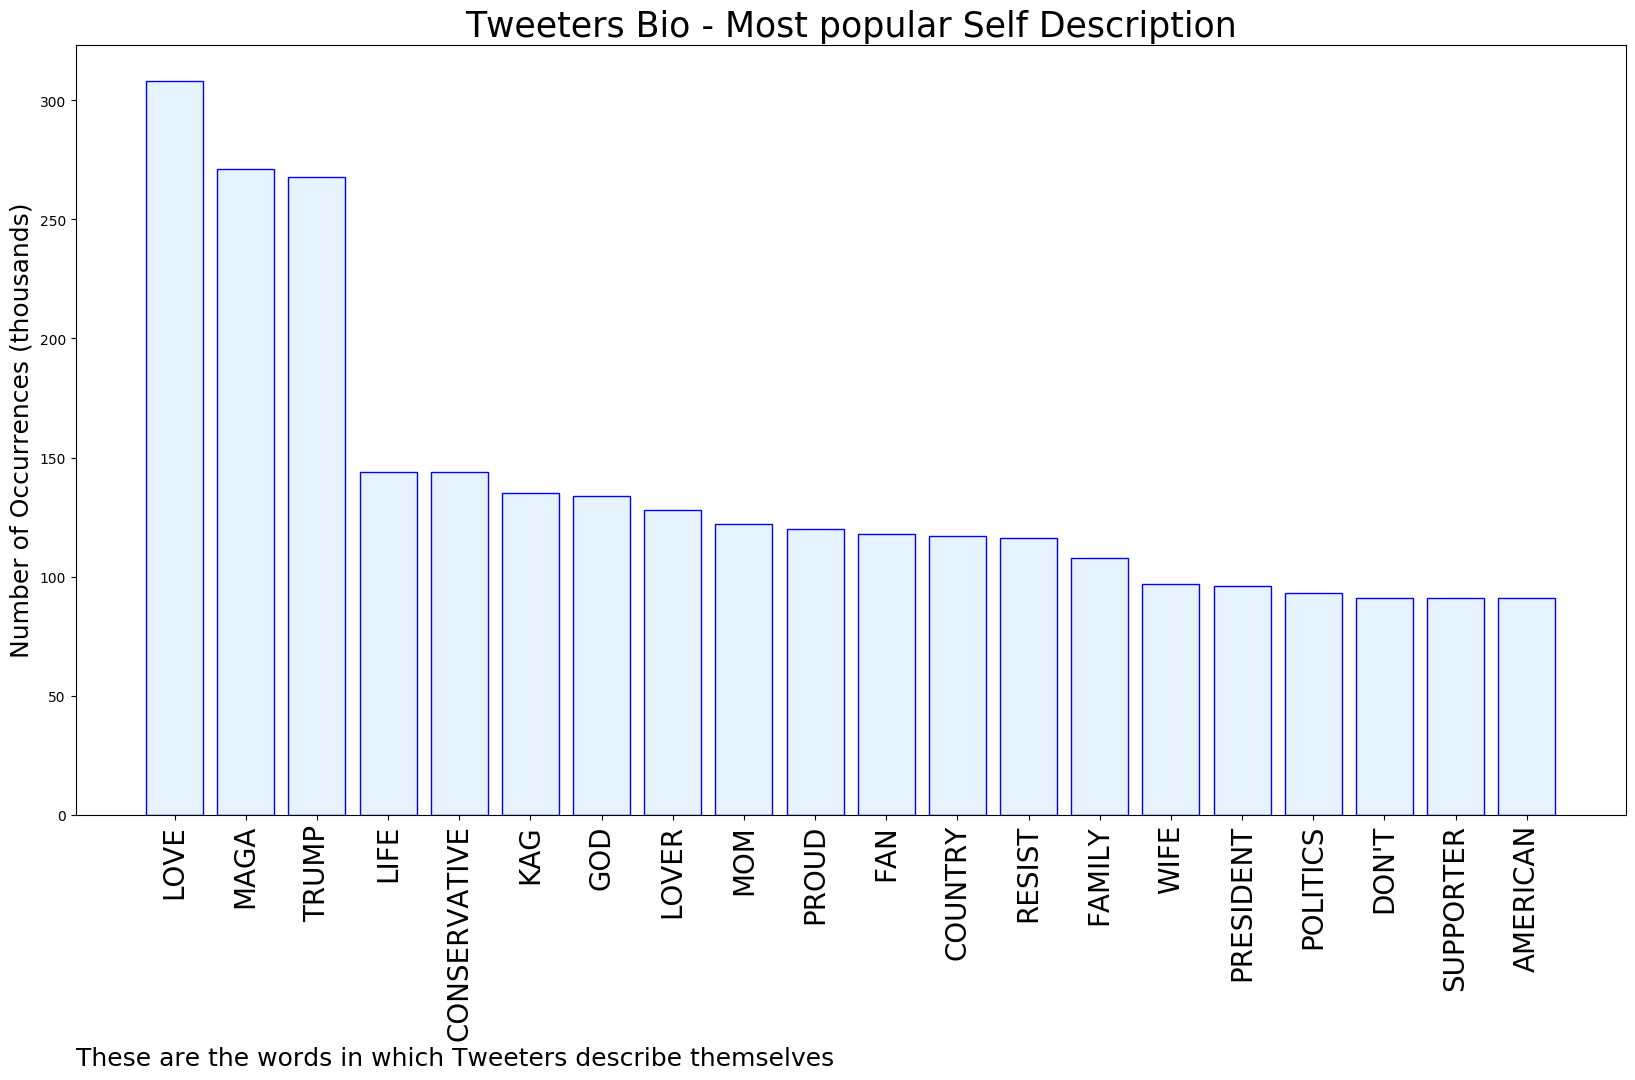 Tweeters Bio - Most popular Self Description
Number of Occurrences (thousands)
300
250
200
150
100
50
0
LOVE
MAGA
TRUMP
LIFE
CONSERVATIVE
KAG
GOD
LOVER
MOM
PROUD
FAN
COUNTRY
RESIST
FAMILY
WIFE
PRESIDENT
POLITICS
DON'T
SUPPORTER
AMERICAN
These are the words in which Tweeters describe themselves